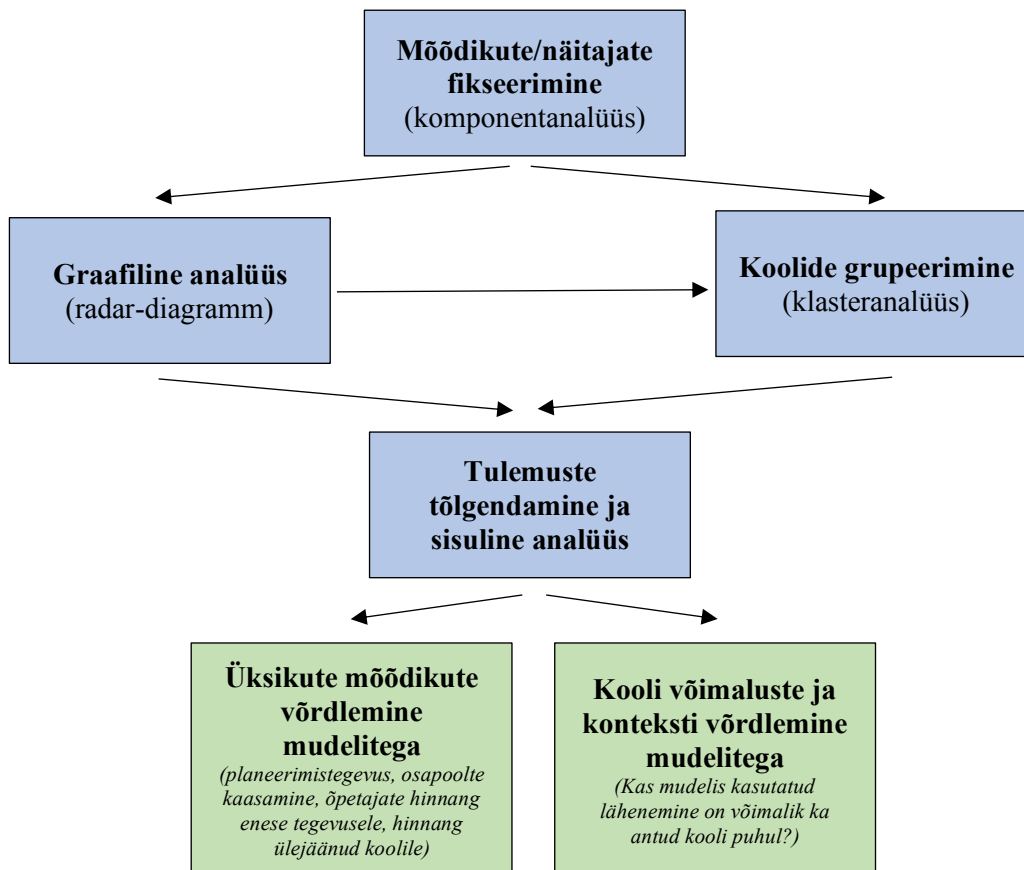 Mõõdikute/näitajate
fikseerimine
(komponentanalüüs)
Graafiline analüüs
(radar-diagramm)
Koolide grupeerimine
(klasteranalüüs)
Tulemuste
tõlgendamine ja
sisuline analüüs
Üksikute mõõdikute
võrdlemine
mudelitega
(planeerimistegevus, osapoolte
kaasamine, õpetajate hinnang
enese tegevusele, hinnang
ülejäänud koolile)
Kooli võimaluste ja
konteksti võrdlemine
mudelitega
(Kas mudelis kasutatud
lähenemine on võimalik ka
antud kooli puhul?)